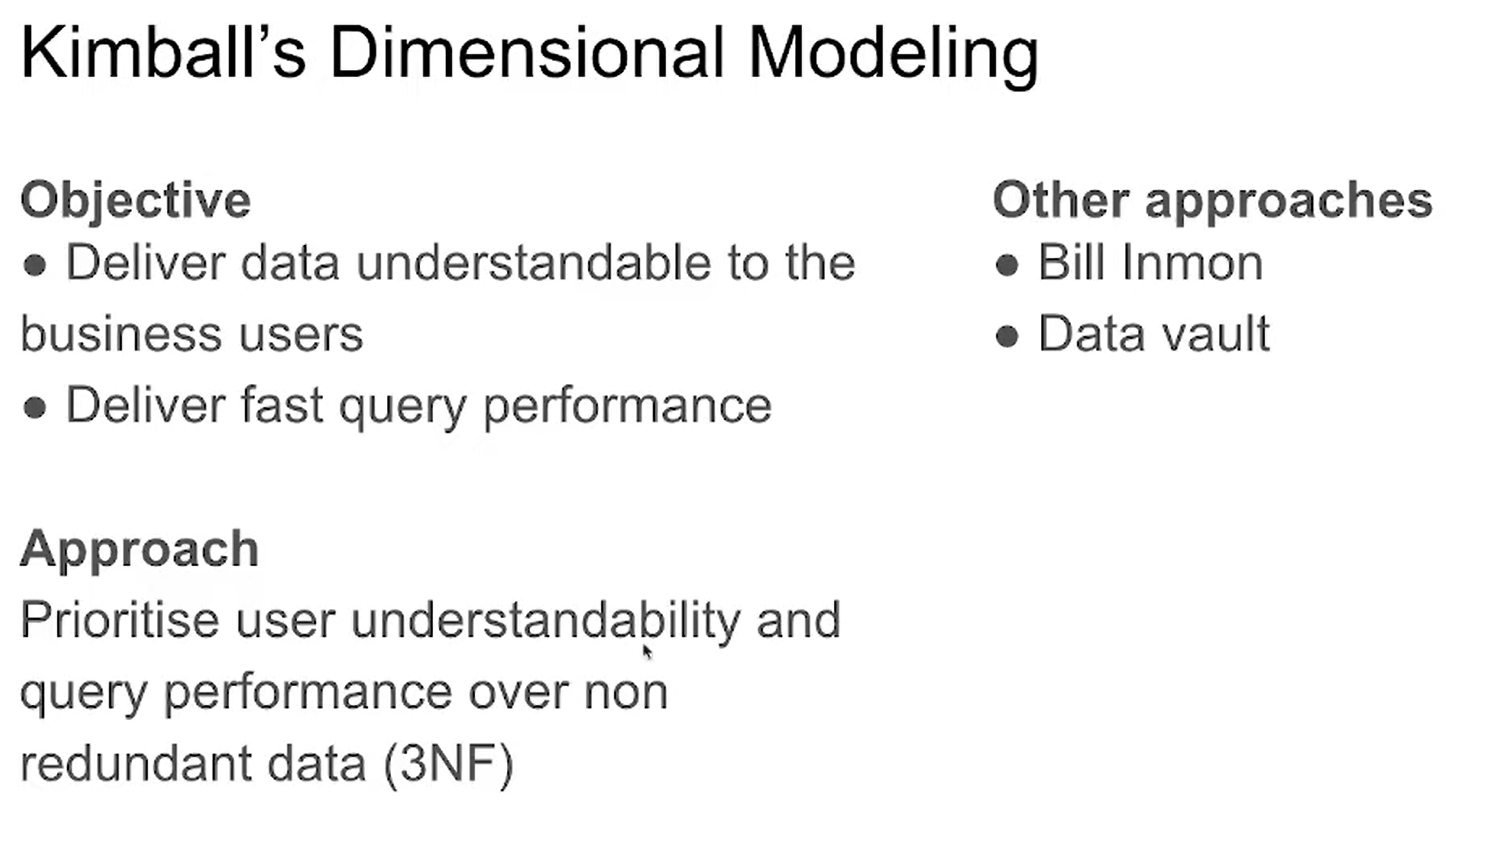 Kimball’s Dimensional Modeling
Objective
● Deliver data understandable to the
business users
● Deliver fast query performance
Approach
Prioritise user understandability and
query performance over non
redundant data (3NF)
Other approaches
● Bill Inmon
● Data vault